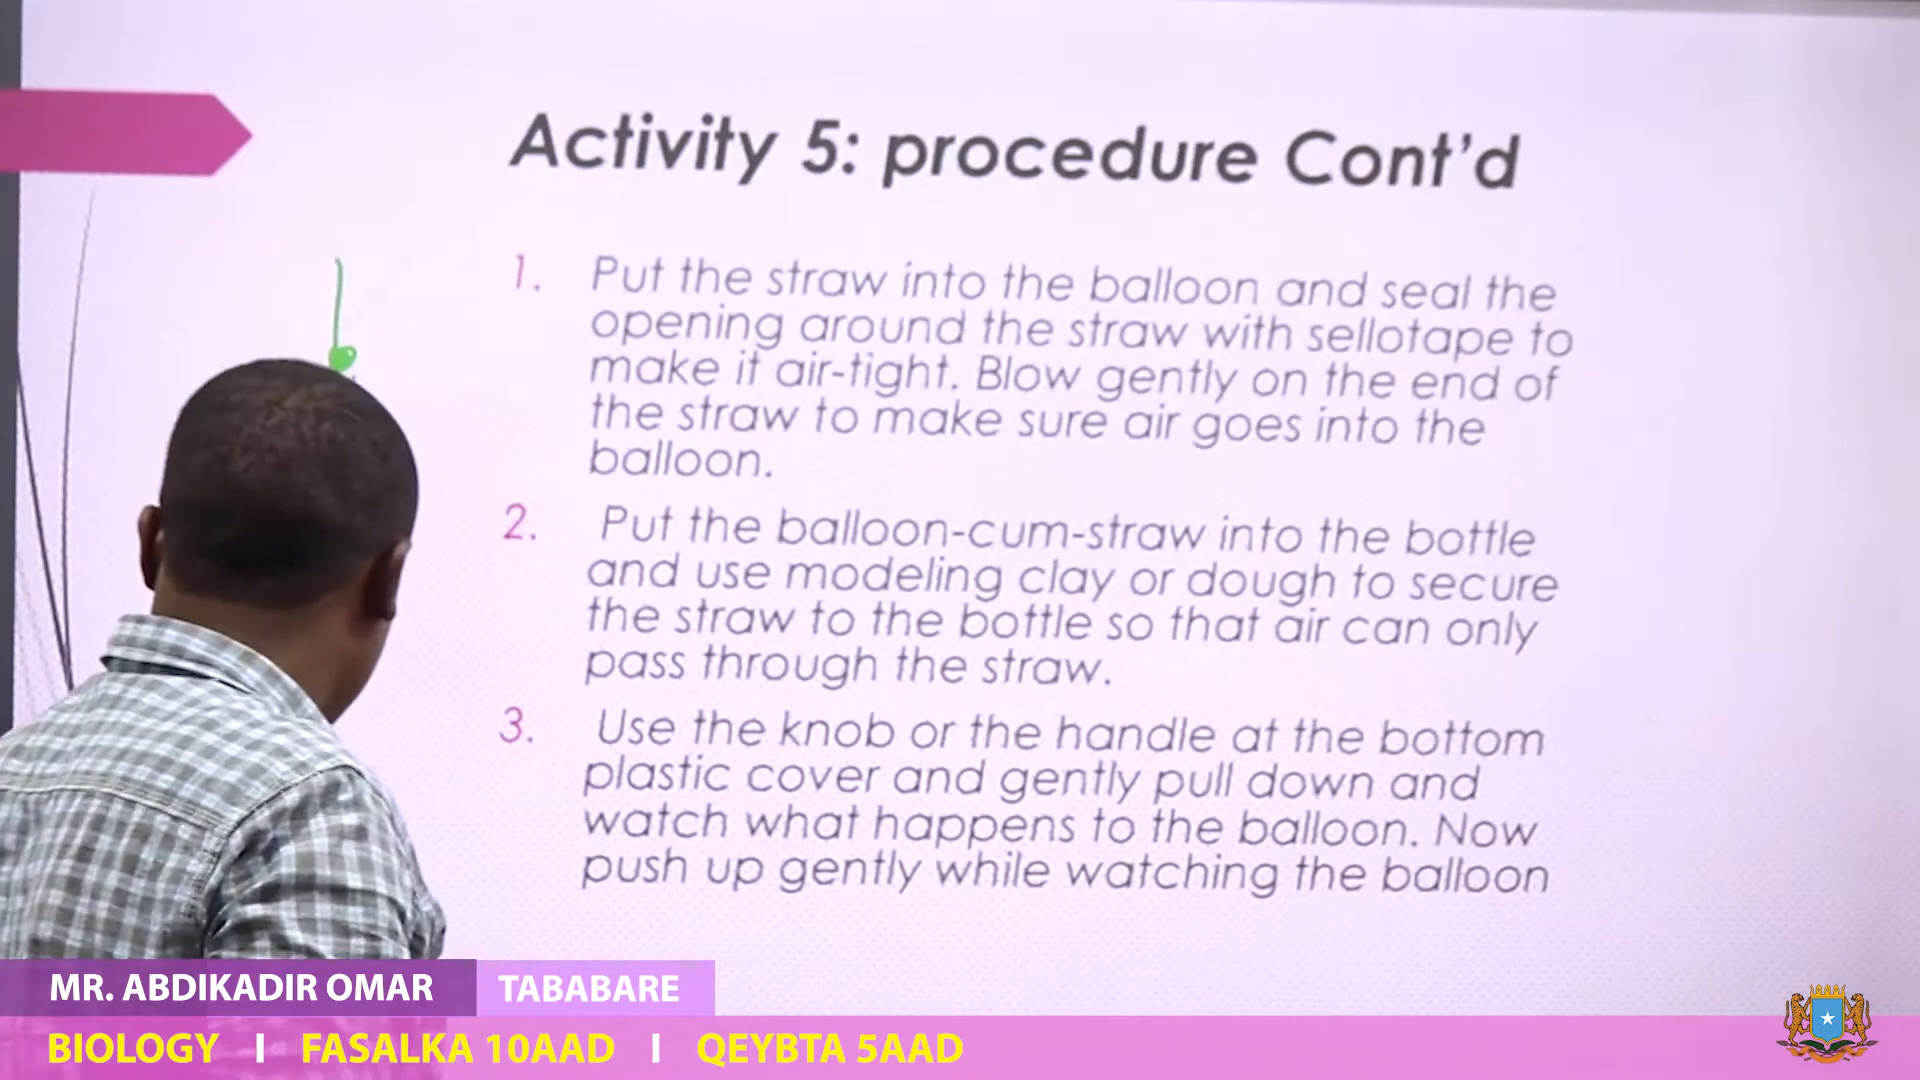 Activity 5: procedure Cont'd
1. Put the straw into the balloon and seal the
opening around the straw with sellotape to
make it air-tight. Blow gently on the end of
the straw to make sure air goes into the
balloon.
2. Put the balloon-cum-straw into the bottle
and use modeling clay or dough to secure
the straw to the bottle so that air can only
pass through the straw.
3. Use the knob or the handle at the bottom
plastic cover and gently pull down and
watch what happens to the balloon. Now
push up gently while watching the balloon
MR. ABDIKADIR OMAR TABABARE
BIOLOGY I FASALKA 10AAD I QEYBTA 5AAD